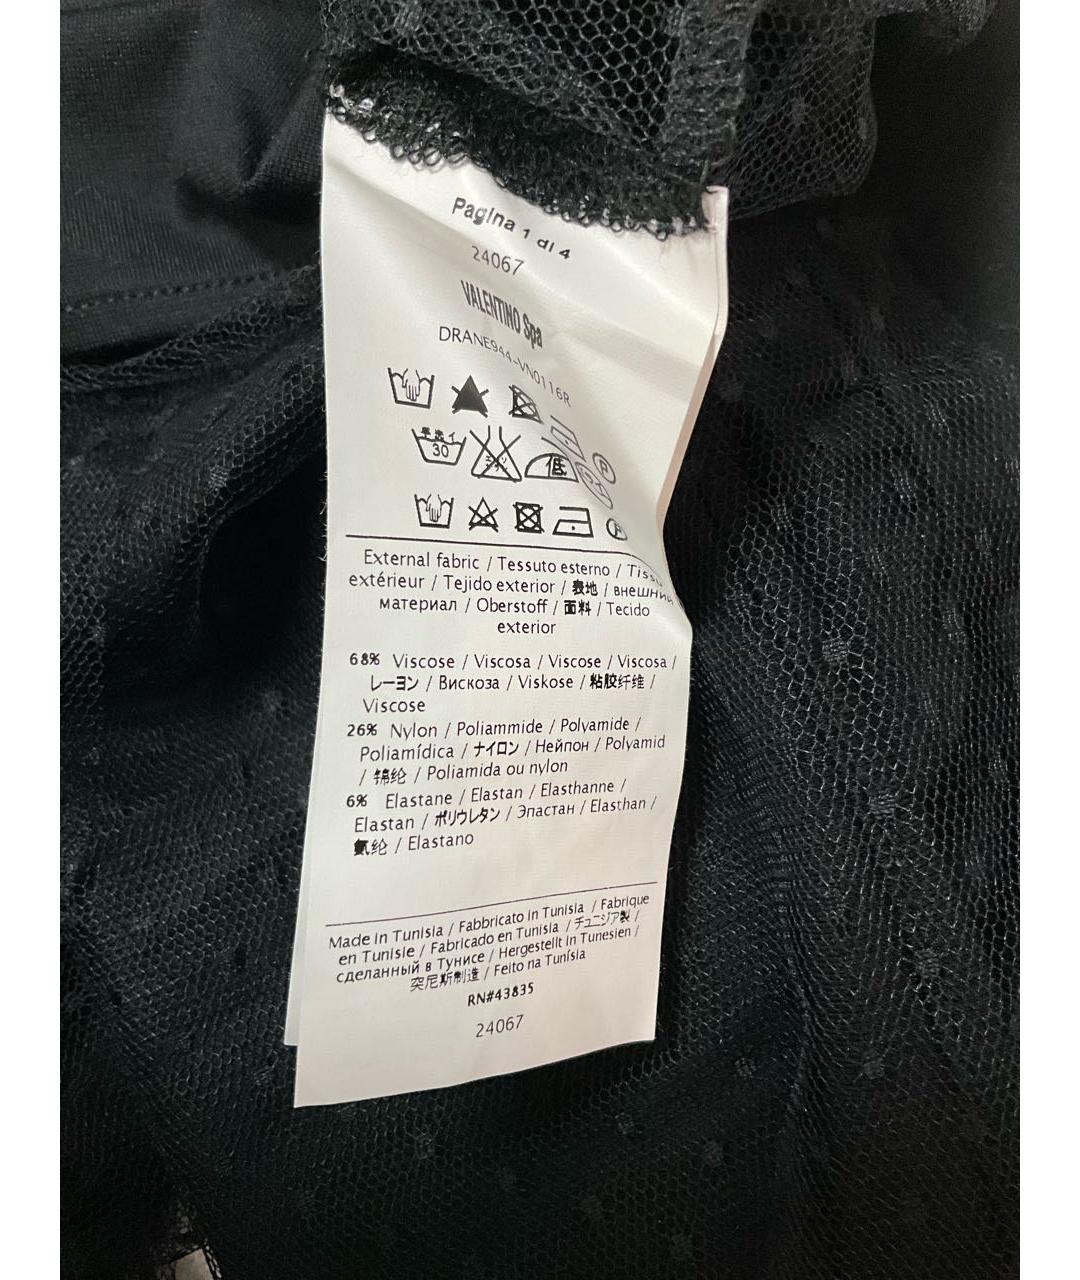 Pagina 1 di 4
24067
VALENTINO Spa
DRANE944-VN0116R
手洗イ
30
低
P
P
External fabric / Tessuto esterno / Tissu
extérieur / Tejido exterior / 表地 / внешний
материал / Oberstoff / 面料 / Tecido
exterior
68% Viscose / Viscosa / Viscose / Viscosa /
レーヨン / Вискоза / Viskose / 粘胶纤维 /
Viscose
26% Nylon / Poliammide / Polyamide /
Poliamídica / ナイロン / Нейлон / Polyamid
/ 锦纶 / Poliamida ou nylon
6% Elastane / Elastan / Elasthanne /
Elastan / ポリウレタン / Эластан / Elasthan /
氨纶 / Elastano
Made in Tunisia / Fabbricato in Tunisia / Fabrique
en Tunisie / Fabricado en Tunisia / チュニジア製 /
сделанный в Тунисе / Hergestellt in Tunesien /
突尼斯制造 / Feito na Tunísia
RN#43835
24067